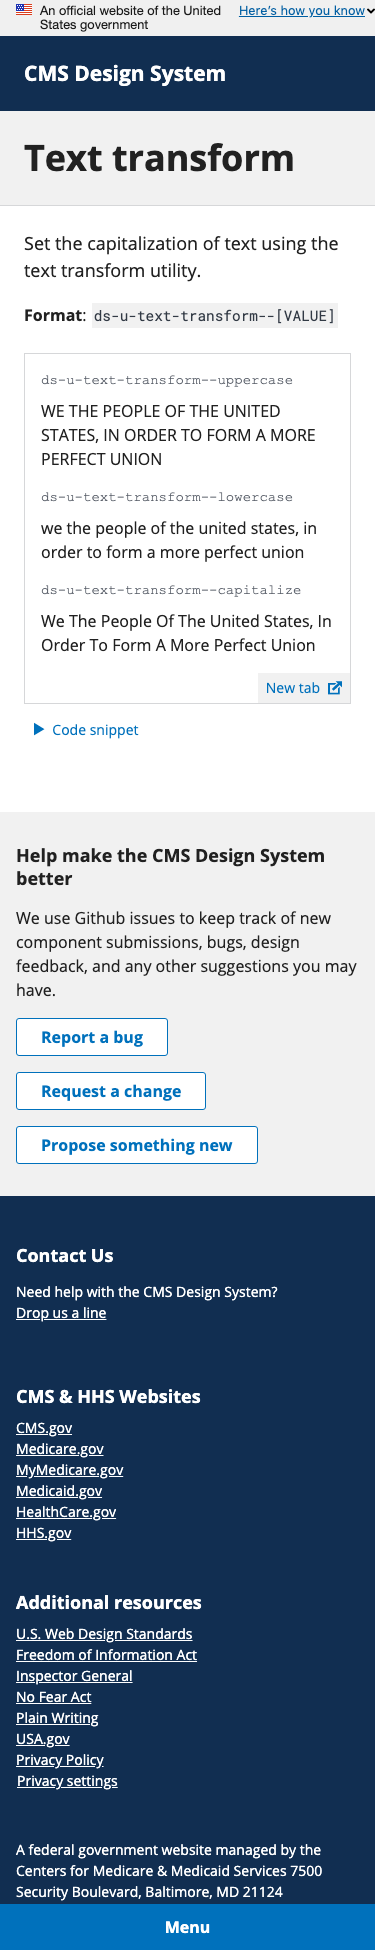 An official website of the United States government
Here's how you know
CMS Design System
Text transform
Set the capitalization of text using the
text transform utility.
Format: ds-u-text-transform--[VALUE]
ds-u-text-transform--uppercase
WE THE PEOPLE OF THE UNITED
STATES, IN ORDER TO FORM A MORE
PERFECT UNION
ds-u-text-transform--lowercase
we the people of the united states, in
order to form a more perfect union
ds-u-text-transform--capitalize
We The People Of The United States, In
Order To Form A More Perfect Union
New tab
Code snippet
Help make the CMS Design System
better
We use Github issues to keep track of new
component submissions, bugs, design
feedback, and any other suggestions you may
have.
Report a bug
Request a change
Propose something new
Contact Us
Need help with the CMS Design System?
Drop us a line
CMS & HHS Websites
CMS.gov
Medicare.gov
MyMedicare.gov
Medicaid.gov
HealthCare.gov
HHS.gov
Additional resources
U.S. Web Design Standards
Freedom of Information Act
Inspector General
No Fear Act
Plain Writing
USA.gov
Privacy Policy
Privacy settings
A federal government website managed by the
Centers for Medicare & Medicaid Services 7500
Security Boulevard, Baltimore, MD 21124
Menu